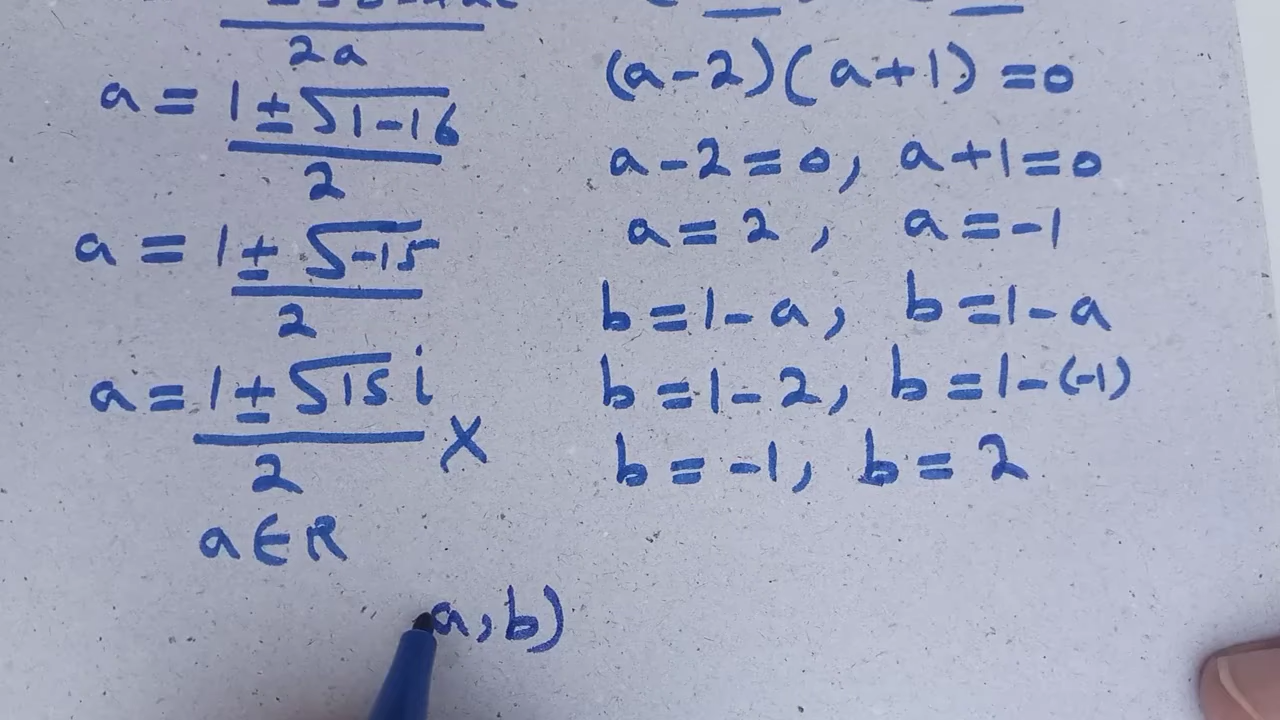 2a
a = 1 ± √1-16
2
a = 1 ± √-15
2
a = 1 ± √15 i
2 X
a ∈ R
(a-2)(a+1) = 0
a-2 = 0, a+1 = 0
a = 2, a = -1
b = 1-a, b = 1-a
b = 1-2, b = 1-(-1)
b = -1, b = 2
a, b)